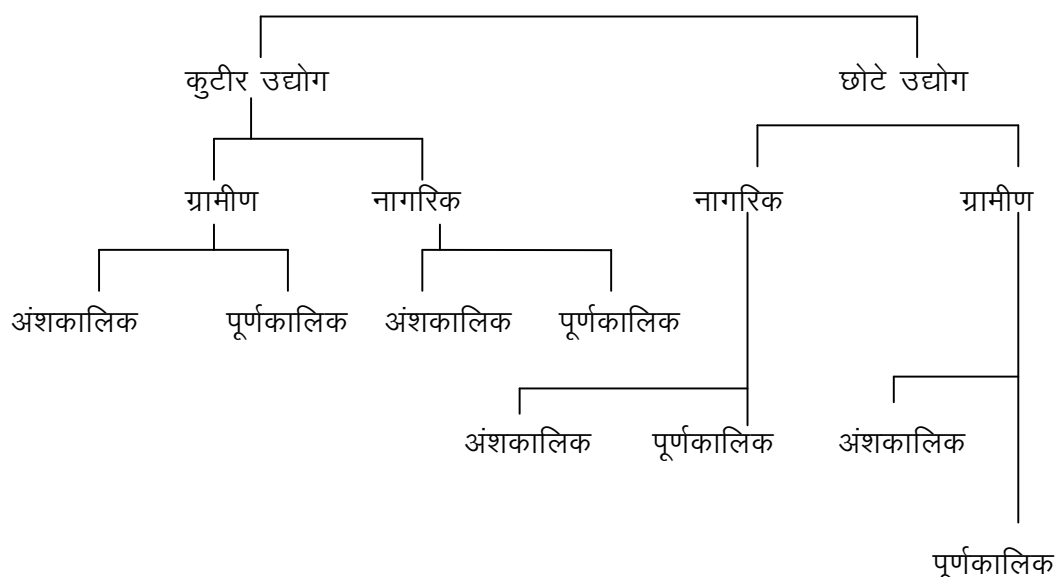 कुटीर उद्योग छोटे उद्योग
ग्रामीण नागरिक नागरिक ग्रामीण
अंशकालिक पूर्णकालिक अंशकालिक पूर्णकालिक
अंशकालिक पूर्णकालिक अंशकालिक
पूर्णकालिक